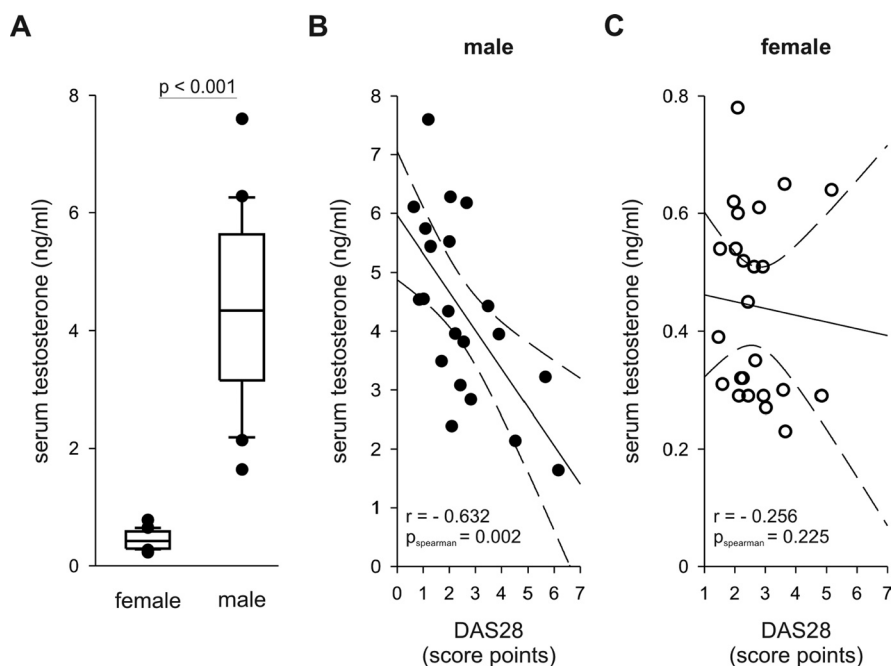 A
B
C
male
female
p < 0.001
8
6
4
2
0
serum testosterone (ng/ml)
female
male
8
7
6
5
4
3
2
1
0
serum testosterone (ng/ml)
r = - 0.632
pspearman = 0.002
0 1 2 3 4 5 6 7
DAS28
(score points)
0.8
0.6
0.4
0.2
0
serum testosterone (ng/ml)
r = - 0.256
pspearman = 0.225
1 2 3 4 5 6 7
DAS28
(score points)